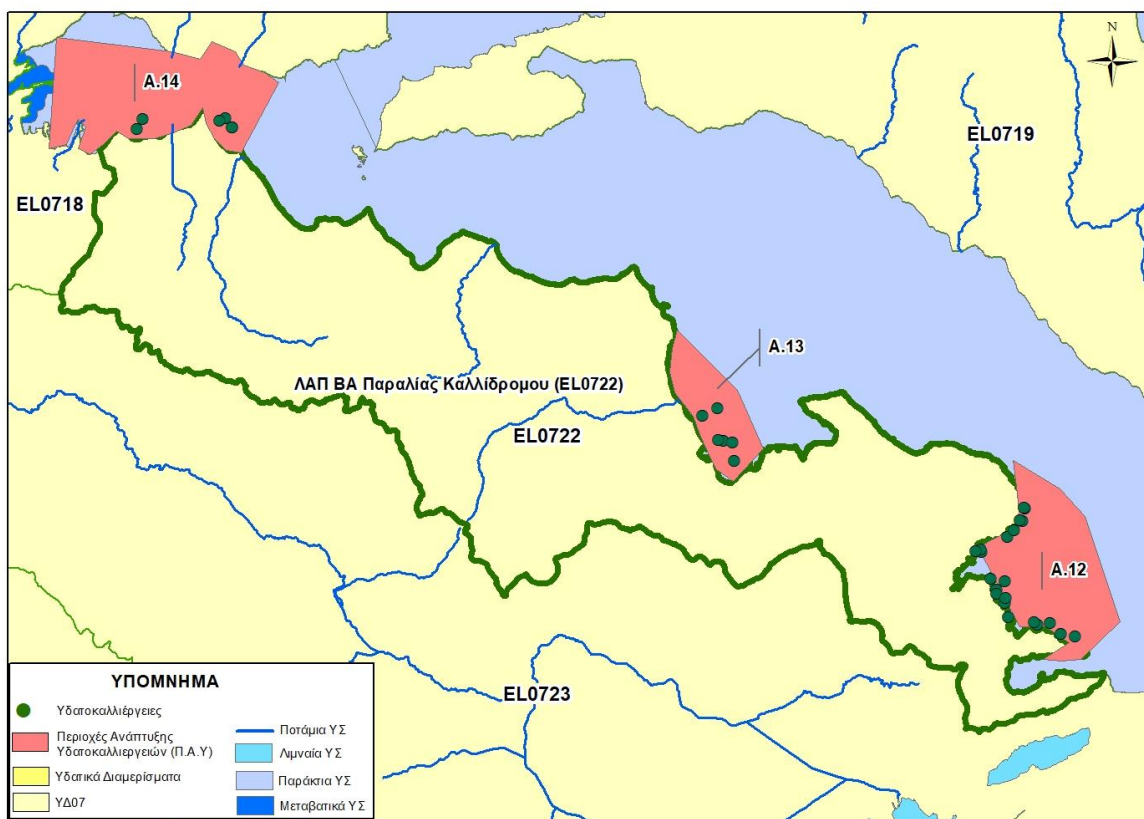 N
A.14
EL0719
EL0718
A.13
ΛΑΠ ΒΑ Παραλίας Καλλίδρομου (EL0722)
EL0722
A.12
EL0723
ΥΠΟΜΝΗΜΑ
Υδατοκαλλιέργειες
Περιοχές Ανάπτυξης
Υδατοκαλλιεργειών (Π.Α.Υ)
Υδατικά Διαμερίσματα
ΥΔ07
Ποτάμια ΥΣ
Λιμναία ΥΣ
Παράκτια ΥΣ
Μεταβατικά ΥΣ